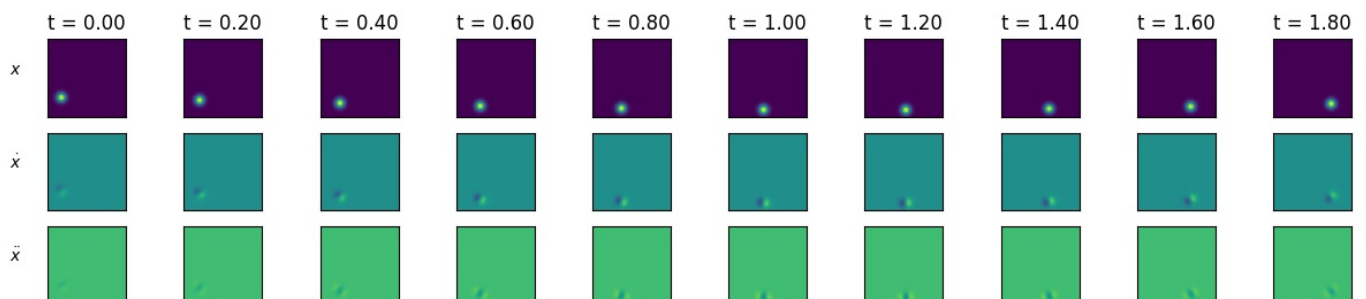 t = 0.00 t = 0.20 t = 0.40 t = 0.60 t = 0.80 t = 1.00 t = 1.20 t = 1.40 t = 1.60 t = 1.80
x
ẋ
ẍ